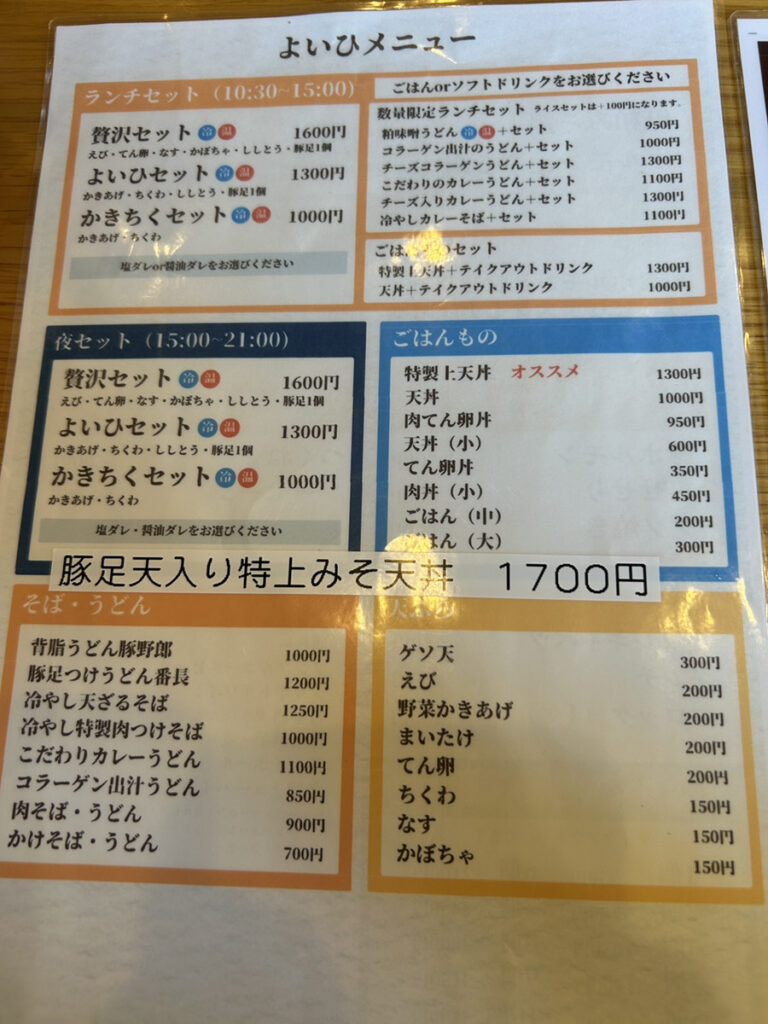 よいひメニュー
ランチセット（10:30~15:00）
贅沢セット 冷 温 1600円
えび・てん卵・なす・かぼちゃ・ししとう・豚足1個
よいひセット 冷 温 1300円
かきあげ・ちくわ・ししとう・豚足1個
かきちくセット 冷 温 1000円
かきあげ・ちくわ
塩ダレor醤油ダレをお選びください
ごはんorソフトドリンクをお選びください
数量限定ランチセット ライスセットは＋100円になります。
粕味噌うどん 冷 温 ＋セット 950円
コラーゲン出汁のうどん＋セット 1000円
チーズコラーゲンうどん＋セット 1300円
こだわりのカレーうどん＋セット 1100円
チーズ入りカレーうどん＋セット 1300円
冷やしカレーそば＋セット 1100円
ごはん のセット
特製上天丼＋テイクアウトドリンク 1300円
天丼＋テイクアウトドリンク 1000円
夜セット（15:00~21:00）
贅沢セット 冷 温 1600円
えび・てん卵・なす・かぼちゃ・ししとう・豚足1個
よいひセット 冷 温 1300円
かきあげ・ちくわ・ししとう・豚足1個
かきちくセット 冷 温 1000円
かきあげ・ちくわ
塩ダレ・醤油ダレをお選びください
ごはんもの
特製上天丼 オススメ 1300円
天丼 1000円
肉てん卵丼 950円
天丼（小） 600円
てん卵丼 350円
肉丼（小） 450円
ごはん（中） 200円
ごはん（大） 300円
豚足天入り特上みそ天丼 1700円
そば・うどん
背脂うどん豚野郎 1000円
豚足つけうどん番長 1200円
冷やし天ざるそば 1250円
冷やし特製肉つけそば 1000円
こだわりカレーうどん 1100円
コラーゲン出汁うどん 850円
肉そば・うどん 900円
かけそば・うどん 700円
ゲソ天 300円
えび 200円
野菜かきあげ 200円
まいたけ 200円
てん卵 200円
ちくわ 150円
なす 150円
かぼちゃ 150円